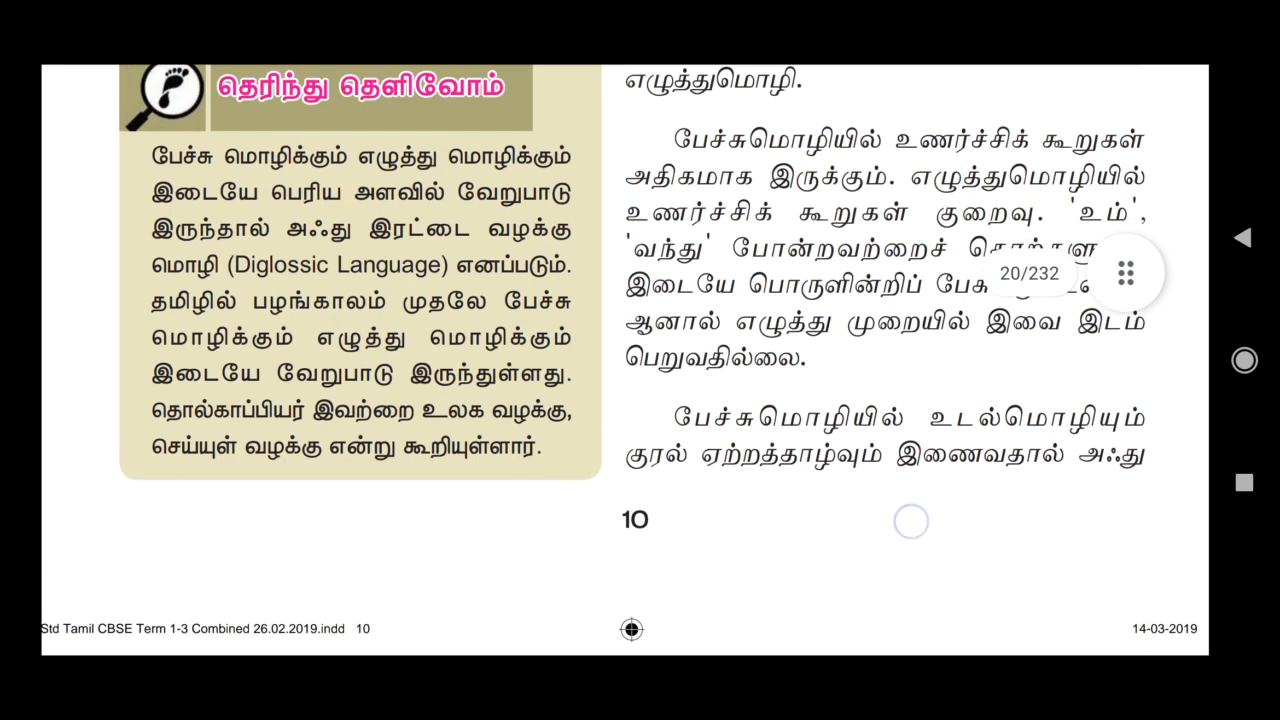 தெரிந்து தெளிவோம்
பேச்சு மொழிக்கும் எழுத்து மொழிக்கும்
இடையே பெரிய அளவில் வேறுபாடு
இருந்தால் அஃது இரட்டை வழக்கு
மொழி (Diglossic Language) எனப்படும்.
தமிழில் பழங்காலம் முதலே பேச்சு
மொழிக்கும் எழுத்து மொழிக்கும்
இடையே வேறுபாடு இருந்துள்ளது.
தொல்காப்பியர் இவற்றை உலக வழக்கு,
செய்யுள் வழக்கு என்று கூறியுள்ளார்.
எழுத்துமொழி.
பேச்சுமொழியில் உணர்ச்சிக் கூறுகள்
அதிகமாக இருக்கும். எழுத்துமொழியில்
உணர்ச்சிக் கூறுகள் குறைவு. 'உம்',
'வந்து' போன்றவற்றைச்
இடையே பொருளின்றிப்
ஆனால் எழுத்து முறையில் இவை இடம்
பெறுவதில்லை.
பேச்சுமொழியில் உடல்மொழியும்
குரல் ஏற்றத்தாழ்வும் இணைவதால் அஃது
20/232
10
Std Tamil CBSE Term 1-3 Combined 26.02.2019.indd 10
14-03-2019